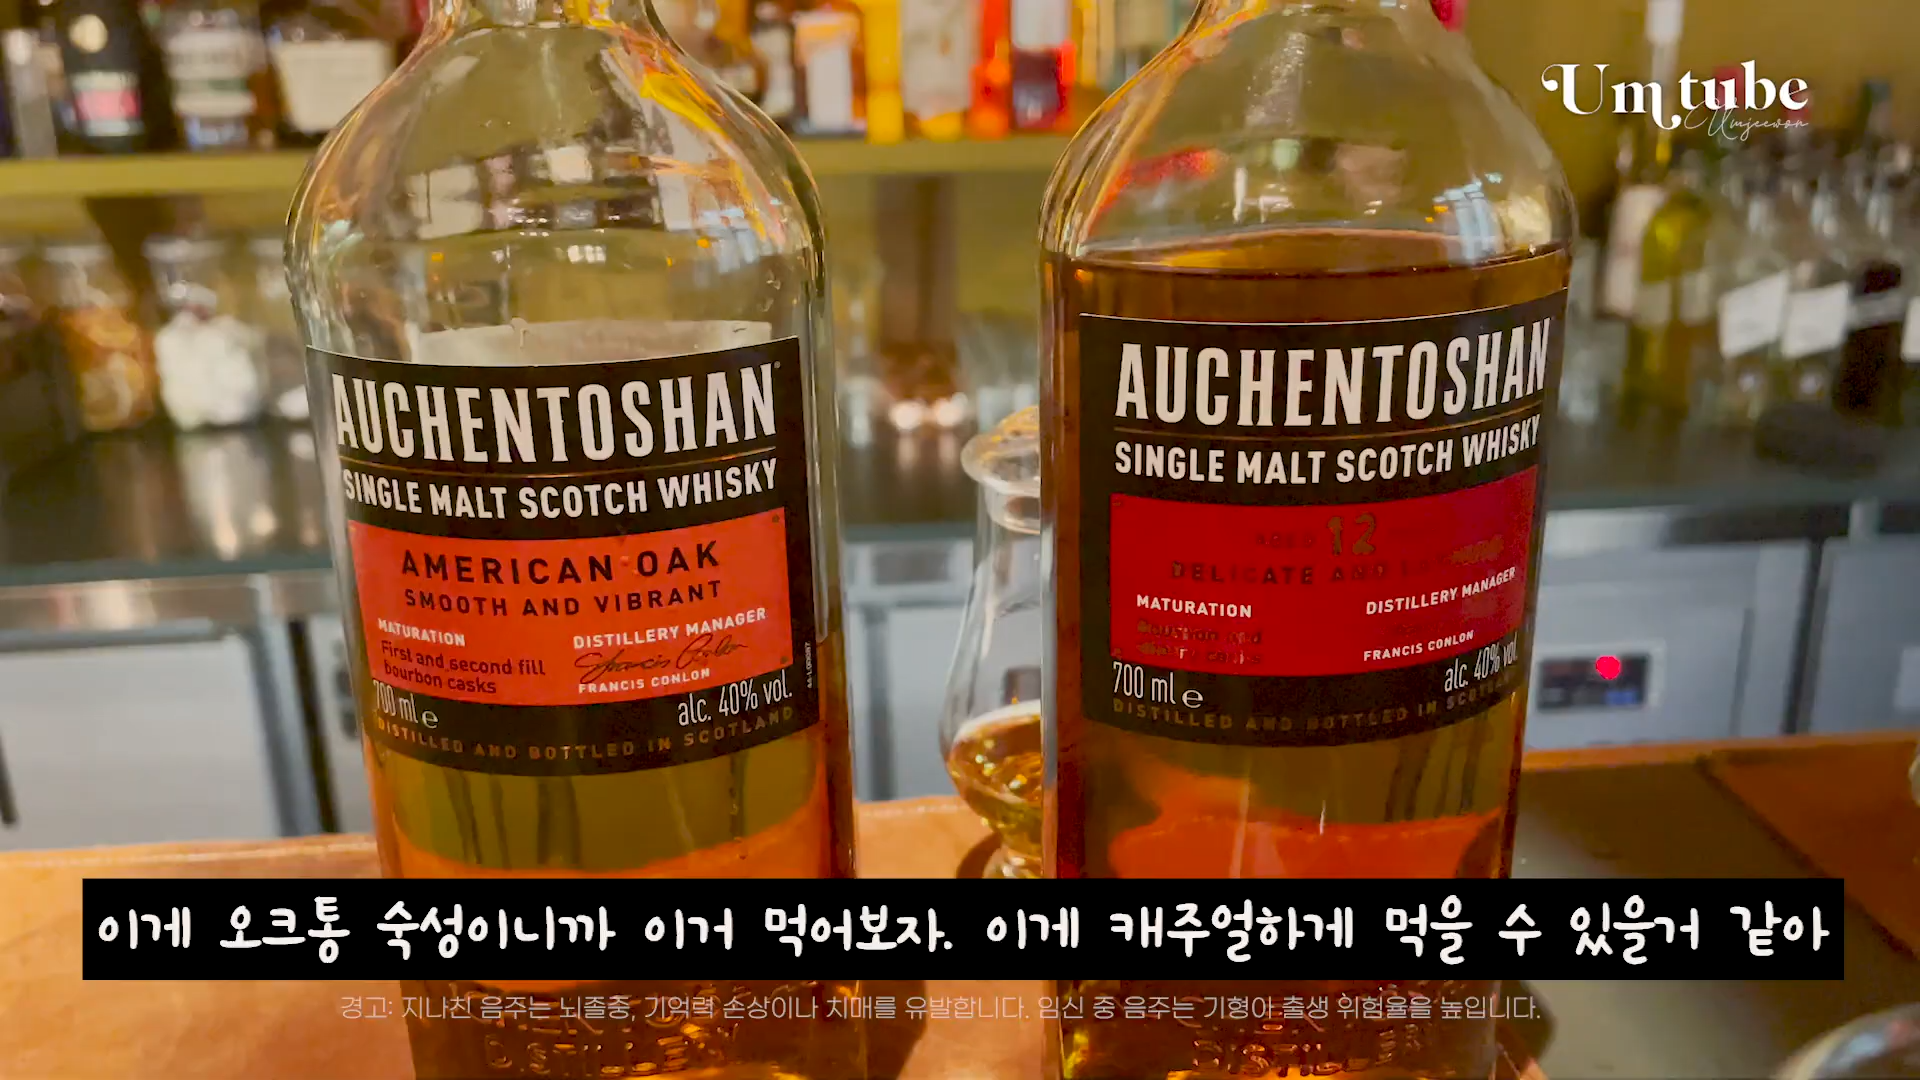 Um tube
Umjeewon
AUCHENTOSHAN
SINGLE MALT SCOTCH WHISKY
AMERICAN OAK
SMOOTH AND VIBRANT
MATURATION
First and second fill
bourbon casks
DISTILLERY MANAGER
FRANCIS CONLON
700 ml e
alc. 40% vol.
DISTILLED AND BOTTLED IN SCOTLAND
AUCHENTOSHAN
SINGLE MALT SCOTCH WHISKY
AGED 12
DELICATE AND
MATURATION
DISTILLERY MANAGER
FRANCIS CONLON
700 ml e
alc. 40% vol.
DISTILLED AND BOTTLED IN SCOTLAND
이게 오크통 숙성이니까 이거 먹어보자. 이게 캐주얼하게 먹을 수 있을거 같아
경고: 지나친 음주는 뇌졸중, 기억력 손상이나 치매를 유발합니다. 임신 중 음주는 기형아 출생 위험율을 높입니다.